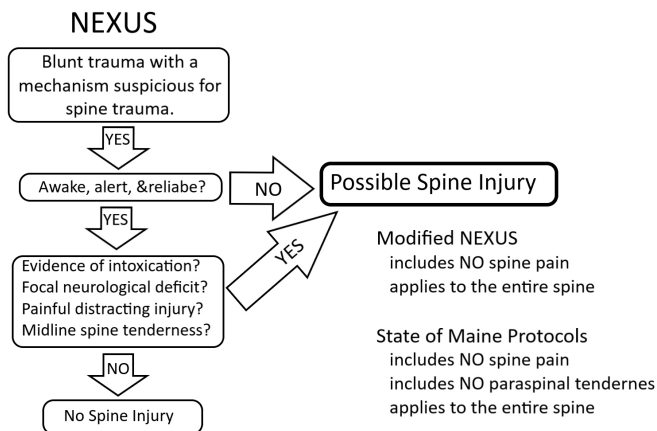 NEXUS
Blunt trauma with a
mechanism suspicious for
spine trauma.
YES
Awake, alert, &reliabe?
NO
Possible Spine Injury
YES
Evidence of intoxication?
Focal neurological deficit?
Painful distracting injury?
Midline spine tenderness?
YES
NO
No Spine Injury
Modified NEXUS
includes NO spine pain
applies to the entire spine
State of Maine Protocols
includes NO spine pain
includes NO paraspinal tendernes
applies to the entire spine